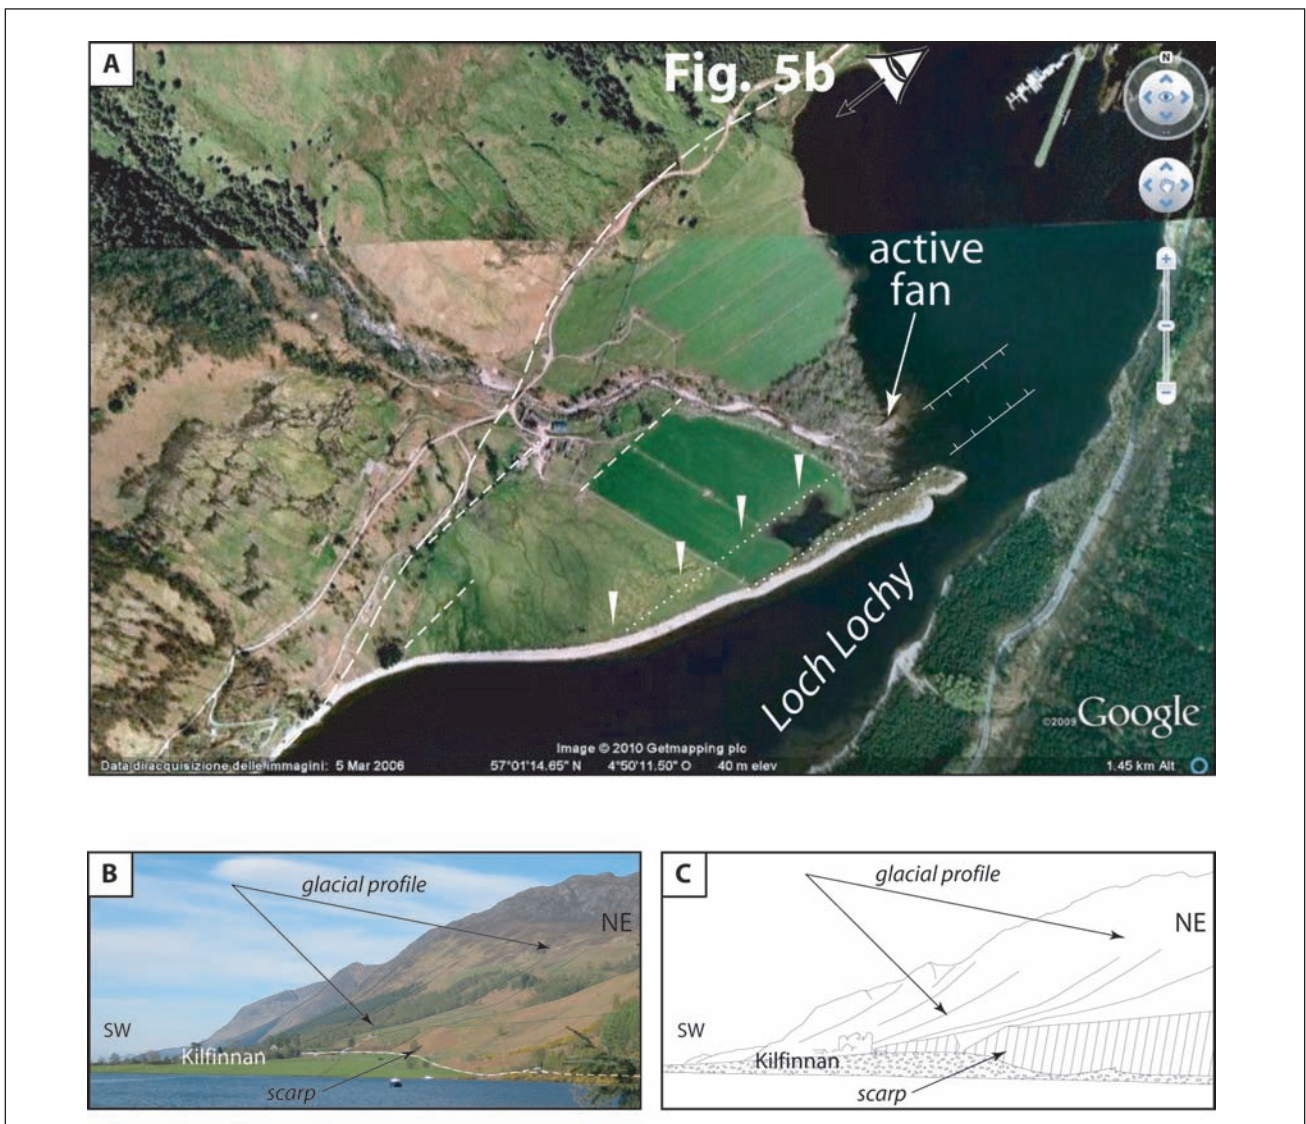 A
Fig. 5b
N
active
fan
Loch Lochy
©2009 Google
Image © 2010 Getmapping plc
Data di acquisizione delle immagini: 5 Mar 2006 57°01'14.65" N 4°50'11.50" O 40 m elev 1.45 km Alt
B
glacial profile
NE
SW
Kilfinnan
scarp
C
glacial profile
NE
SW
Kilfinnan
scarp